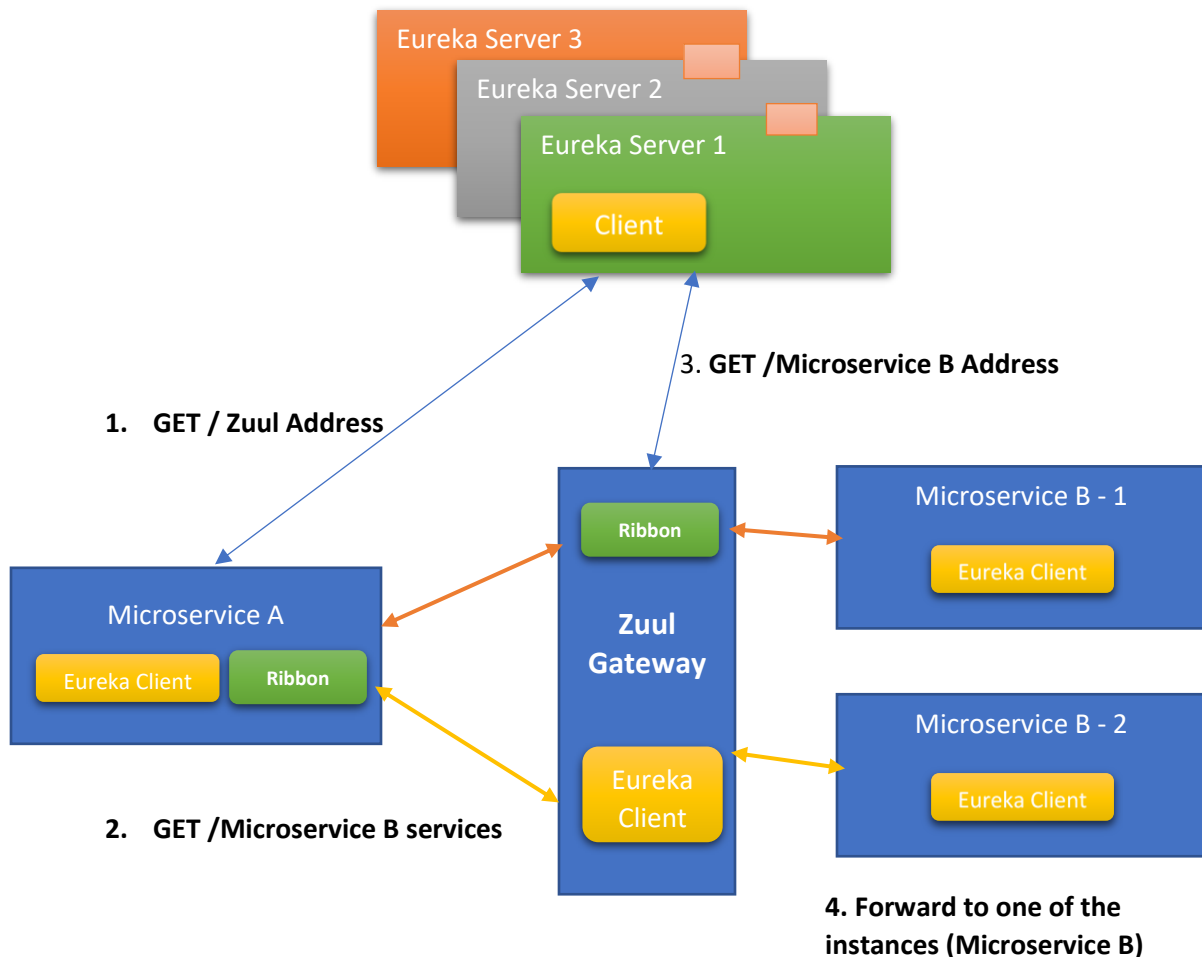 Eureka Server 3
Eureka Server 2
Eureka Server 1
Client
3. GET /Microservice B Address
1. GET / Zuul Address
Microservice A
Eureka Client
Ribbon
2. GET /Microservice B services
Ribbon
Zuul
Gateway
Eureka
Client
Microservice B - 1
Eureka Client
Microservice B - 2
Eureka Client
4. Forward to one of the
instances (Microservice B)